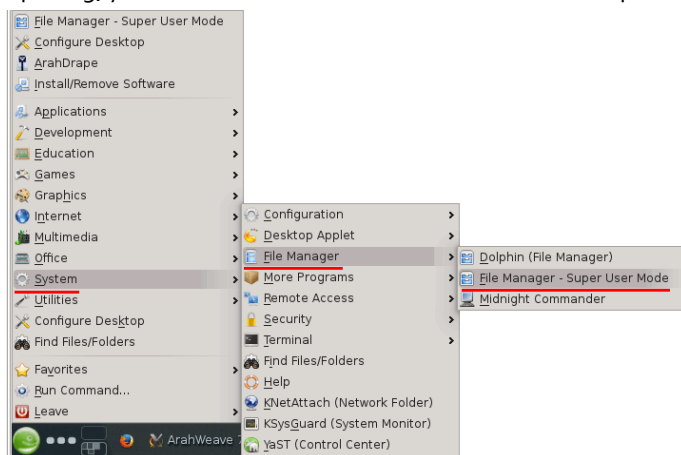 File Manager - Super User Mode
Configure Desktop
ArahDrape
Install/Remove Software
Applications
Development
Education
Games
Graphics
Internet
Multimedia
Office
System
Utilities
Configure Desktop
Find Files/Folders
Favorites
Run Command...
Leave
ArahWeave
Configuration
Desktop Applet
File Manager
More Programs
Remote Access
Security
Terminal
Find Files/Folders
Help
KNetAttach (Network Folder)
KSysGuard (System Monitor)
YaST (Control Center)
Dolphin (File Manager)
File Manager - Super User Mode
Midnight Commander